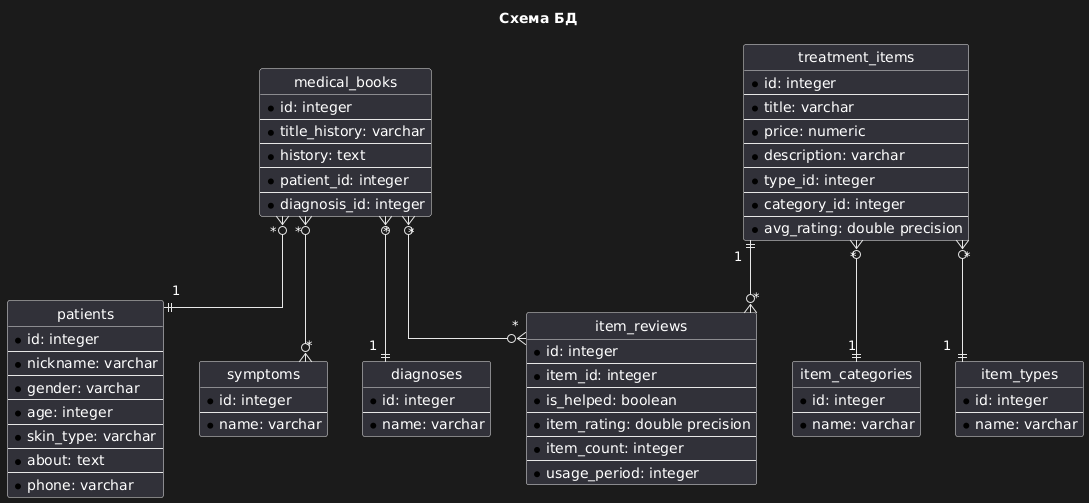 Схема БД
medical_books
id: integer
title_history: varchar
history: text
patient_id: integer
diagnosis_id: integer
treatment_items
id: integer
title: varchar
price: numeric
description: varchar
type_id: integer
category_id: integer
avg_rating: double precision
*
*
*
*
*
*
1
1
*
*
*
1
1
1
patients
id: integer
nickname: varchar
gender: varchar
age: integer
skin_type: varchar
about: text
phone: varchar
symptoms
id: integer
name: varchar
diagnoses
id: integer
name: varchar
item_reviews
id: integer
item_id: integer
is_helped: boolean
item_rating: double precision
item_count: integer
usage_period: integer
item_categories
id: integer
name: varchar
item_types
id: integer
name: varchar